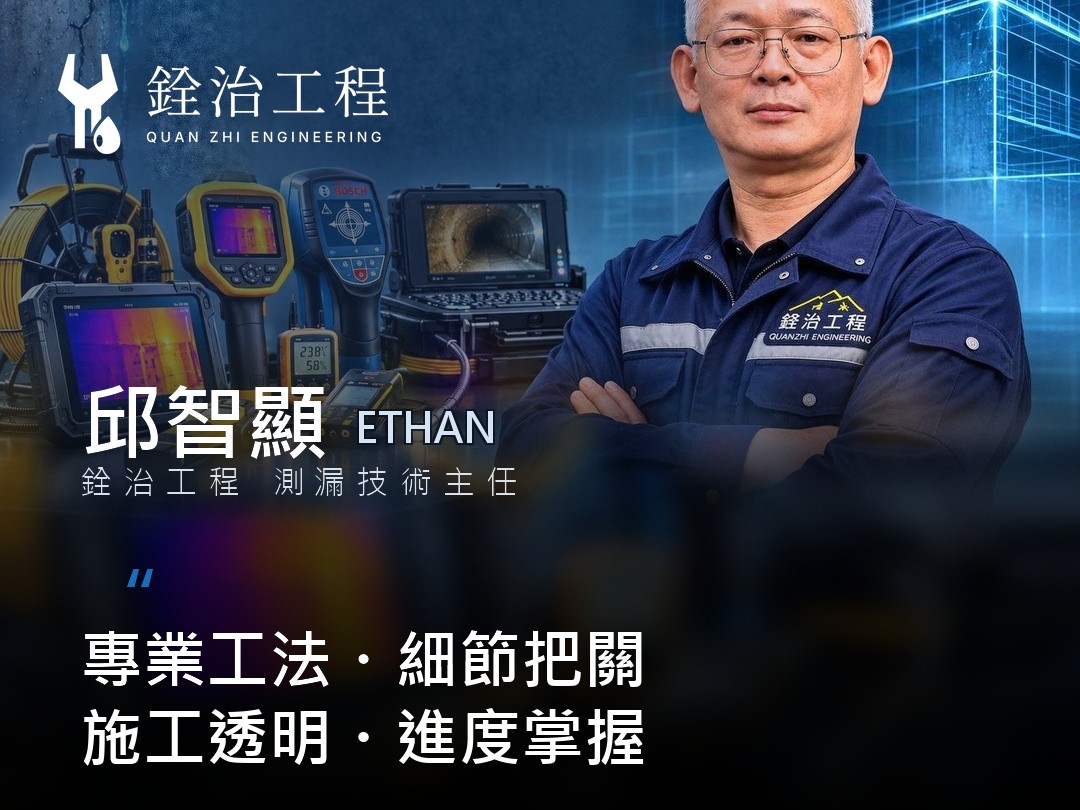 銓治工程
QUAN ZHI ENGINEERING
BOSCH
23.8°
58%
銓治工程
QUANZHI ENGINEERING
邱智顯 ETHAN
銓治工程 測漏技術主任
“
專業工法・細節把關
施工透明・進度掌握